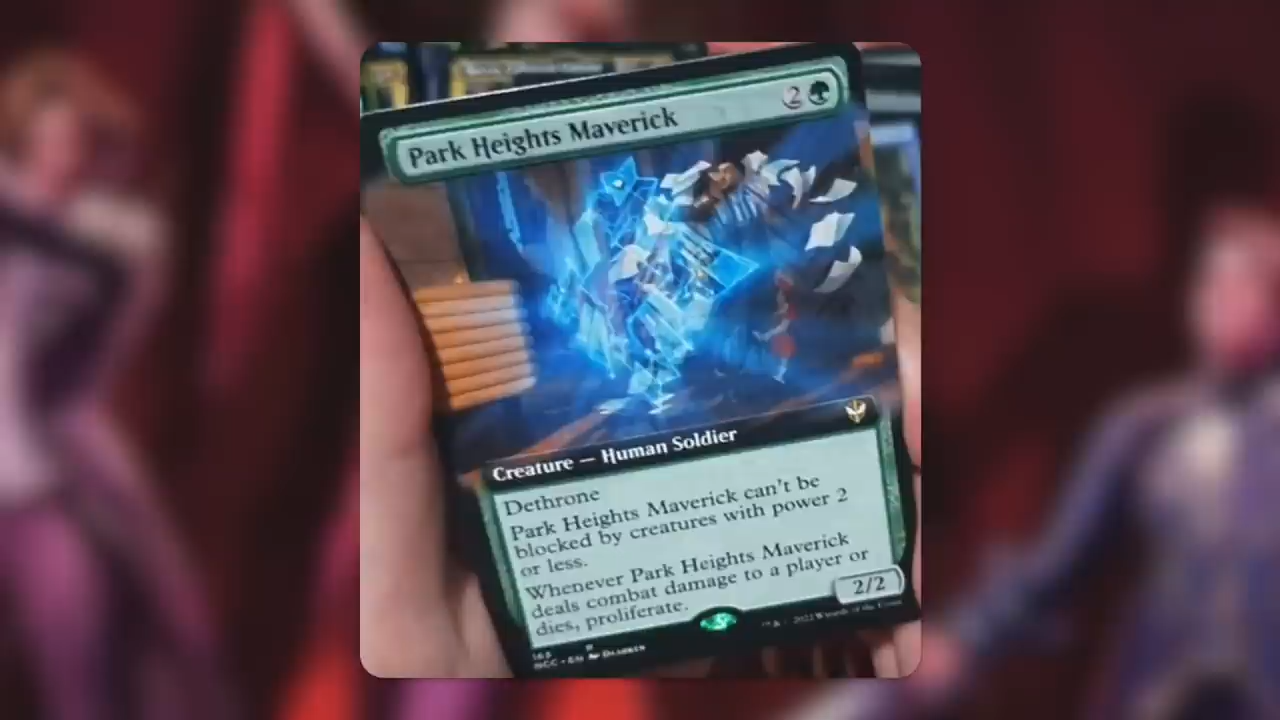 Park Heights Maverick 2
Creature — Human Soldier
Dethrone
Park Heights Maverick can't be
blocked by creatures with power 2
or less.
Whenever Park Heights Maverick
deals combat damage to a player or
dies, proliferate.
2/2